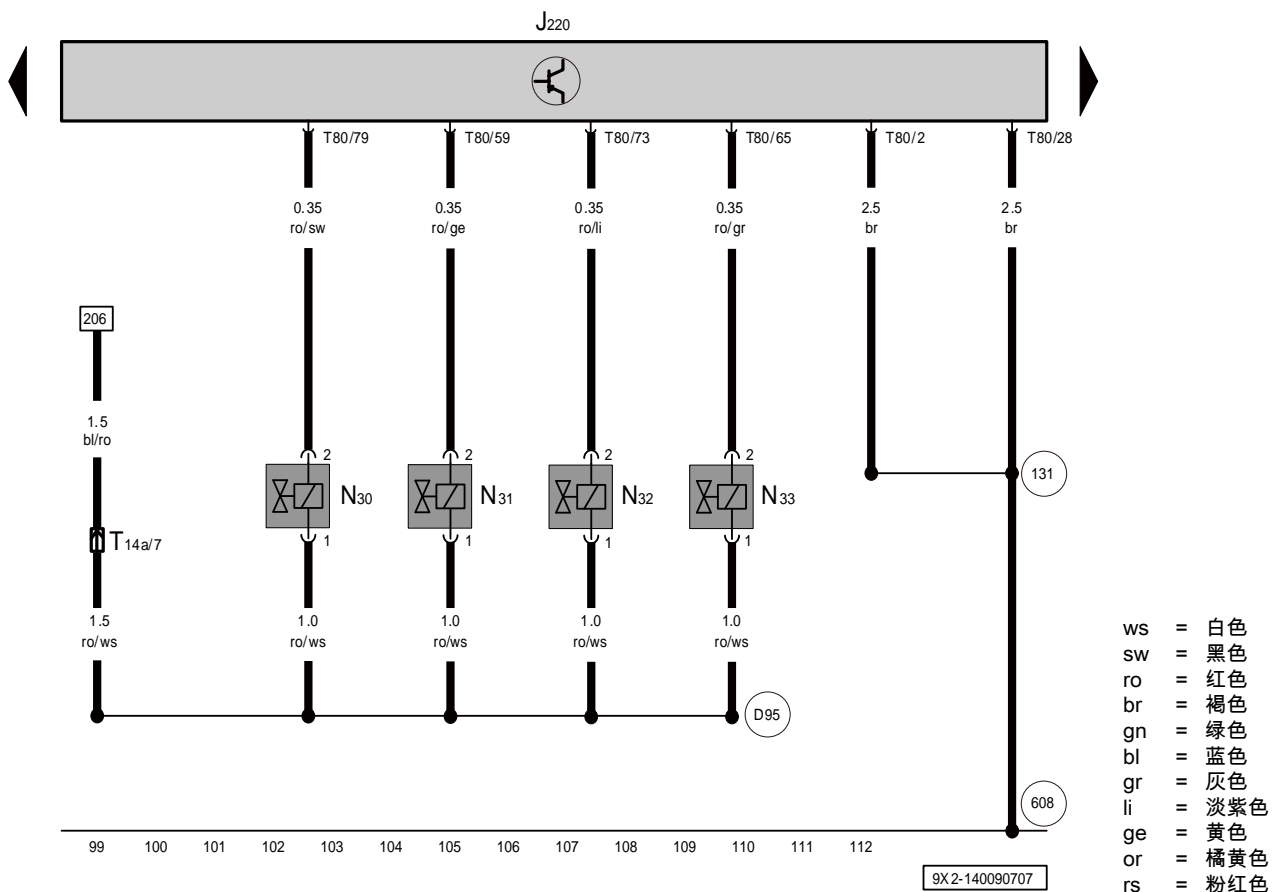 J220
T80/79 T80/59 T80/73 T80/65 T80/2 T80/28
0.35 0.35 0.35 0.35 2.5 2.5
ro/sw ro/ge ro/li ro/gr br br
206
1.5
bl/ro
2 2 2 2
131
N30 N31 N32 N33
T14a/7
1 1 1 1
1.5 1.0 1.0 1.0 1.0
ro/ws ro/ws ro/ws ro/ws ro/ws
D95
608
99 100 101 102 103 104 105 106 107 108 109 110 111 112
9X2-140090707
ws = 白色
sw = 黑色
ro = 红色
br = 褐色
gn = 绿色
bl = 蓝色
gr = 灰色
li = 淡紫色
ge = 黄色
or = 橘黄色
rs = 粉红色